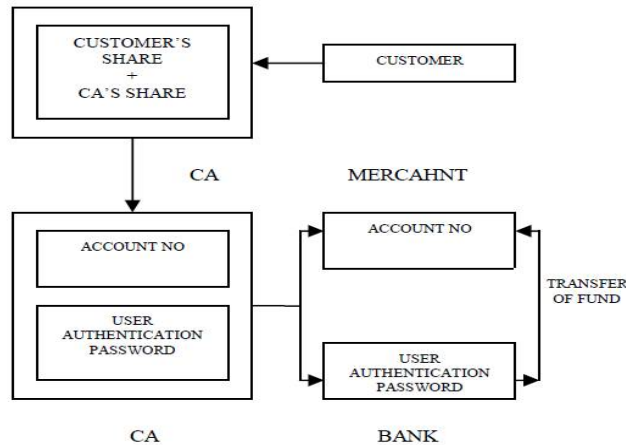 CUSTOMER'S
SHARE
+
CA'S SHARE
CUSTOMER
CA
MERCAHNT
ACCOUNT NO
USER
AUTHENTICATION
PASSWORD
ACCOUNT NO
USER
AUTHENTICATION
PASSWORD
TRANSFER
OF FUND
CA
BANK